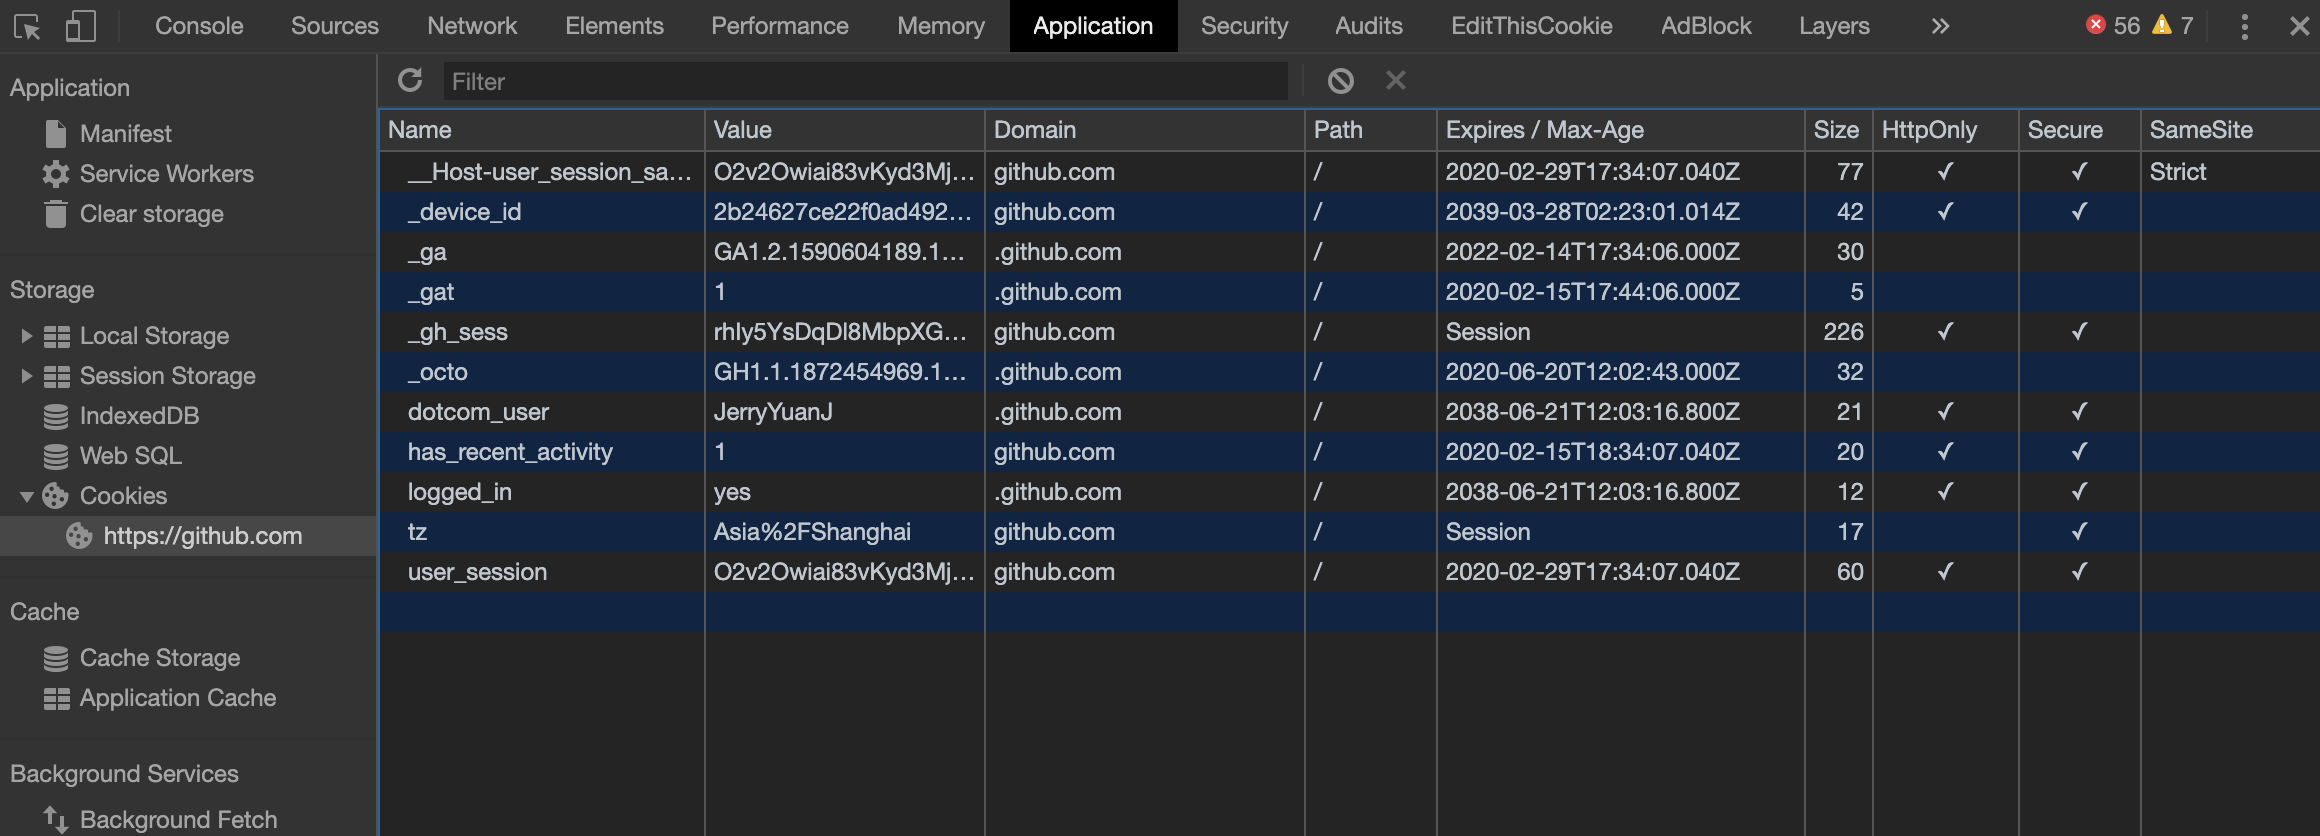 Console Sources Network Elements Performance Memory Application Security Audits EditThisCookie AdBlock Layers » 56 7
Application
Manifest
Service Workers
Clear storage
Storage
Local Storage
Session Storage
IndexedDB
Web SQL
Cookies
https://github.com
Cache
Cache Storage
Application Cache
Background Services
Background Fetch
Filter
Name Value Domain Path Expires / Max-Age Size HttpOnly Secure SameSite
__Host-user_session_sa… O2v2Owiai83vKyd3Mj… github.com / 2020-02-29T17:34:07.040Z 77 ✓ ✓ Strict
_device_id 2b24627ce22f0ad492… github.com / 2039-03-28T02:23:01.014Z 42 ✓ ✓
_ga GA1.2.1590604189.1… .github.com / 2022-02-14T17:34:06.000Z 30
_gat 1 .github.com / 2020-02-15T17:44:06.000Z 5
_gh_sess rhly5YsDqDl8MbpXG… github.com / Session 226 ✓ ✓
_octo GH1.1.1872454969.1… .github.com / 2020-06-20T12:02:43.000Z 32
dotcom_user JerryYuanJ .github.com / 2038-06-21T12:03:16.800Z 21 ✓ ✓
has_recent_activity 1 github.com / 2020-02-15T18:34:07.040Z 20 ✓ ✓
logged_in yes .github.com / 2038-06-21T12:03:16.800Z 12 ✓ ✓
tz Asia%2FShanghai github.com / Session 17 ✓
user_session O2v2Owiai83vKyd3Mj… github.com / 2020-02-29T17:34:07.040Z 60 ✓ ✓